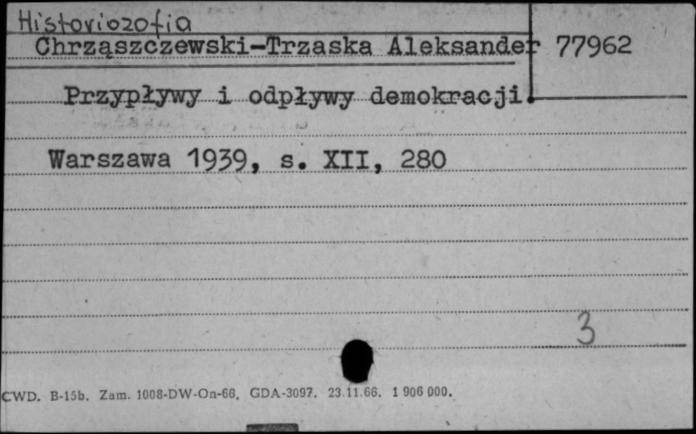 Historiozofia
Chrząszczewski-Trzaska Aleksander 77962
Przypływy i odpływy demokracji.
Warszawa 1939, s. XII, 280
3
CWD. B-15b. Zam. 1008-DW-On-66. GDA-3097. 23.11.66. 1 906 000.